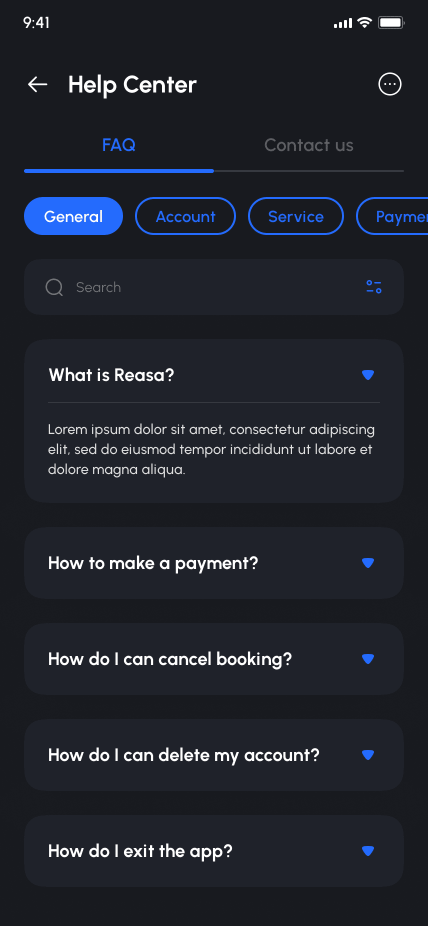 9:41
Help Center
FAQ
Contact us
General
Account
Service
Search
What is Reasa?
Lorem ipsum dolor sit amet, consectetur adipiscing
elit, sed do eiusmod tempor incididunt ut labore et
dolore magna aliqua.
How to make a payment?
How do I can cancel booking?
How do I can delete my account?
How do I exit the app?